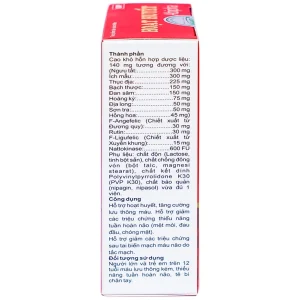 HOẠT HUYẾT
Thành phần
Cao khô hỗn hợp dược liệu:
140 mg tương đương với:
(Ngưu tất: 300 mg
Ích mẫu: 300 mg
Thục địa: 225 mg
Bạch thược: 150 mg
Đan sâm: 150 mg
Hoàng kỳ: 75 mg
Địa long: 50 mg
Sơn tra: 50 mg
Hồng hoa: 45 mg)
F-Angefelic (Chiết xuất từ
Đương quy): 30 mg
Rutin: 30 mg
F-Ligufelic (Chiết xuất từ
Xuyên khung): 15 mg
Nattokinase: 600 FU
Phụ liệu: chất độn (Lactose,
tinh bột sắn), chất chống đông
vón (bột talc, magnesi
stearat), chất kết dính
Polyvinylpyrolidone K30
(PVP K30), chất bảo quản
(nipagin, nipasol) vừa đủ 1
viên.
Công dụng
Hỗ trợ hoạt huyết, tăng cường
lưu thông máu. Hỗ trợ giảm
các triệu chứng thiểu năng
tuần hoàn não (mệt mỏi, đau
đầu, chóng mặt).
Hỗ trợ giảm các triệu chứng
sau tai biến mạch máu não
do tắc mạch.
Đối tượng sử dụng
Người lớn và trẻ em trên 12
tuổi máu lưu thông kém, thiểu
năng tuần hoàn não, tê bì
chân tay.